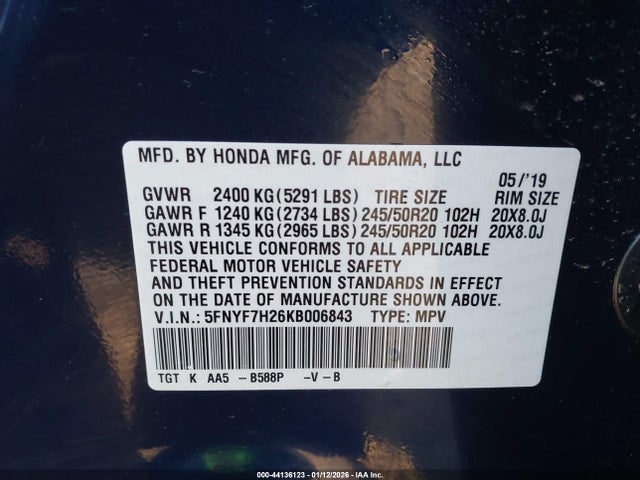 MFD. BY HONDA MFG. OF ALABAMA, LLC
05/'19
GVWR 2400 KG(5291 LBS) TIRE SIZE RIM SIZE
GAWR F 1240 KG(2734 LBS) 245/50R20 102H 20X8.0J
GAWR R 1345 KG(2965 LBS) 245/50R20 102H 20X8.0J
THIS VEHICLE CONFORMS TO ALL APPLICABLE
FEDERAL MOTOR VEHICLE SAFETY
AND THEFT PREVENTION STANDARDS IN EFFECT
ON THE DATE OF MANUFACTURE SHOWN ABOVE.
V.I.N.: 5FNYF7H26KB006843 TYPE: MPV
TGT K AA5 -B588P -V-B
000-44136123 | 01/12/2026 - IAA Inc.